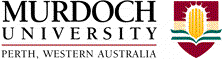 MURDOCH
UNIVERSITY
PERTH, WESTERN AUSTRALIA